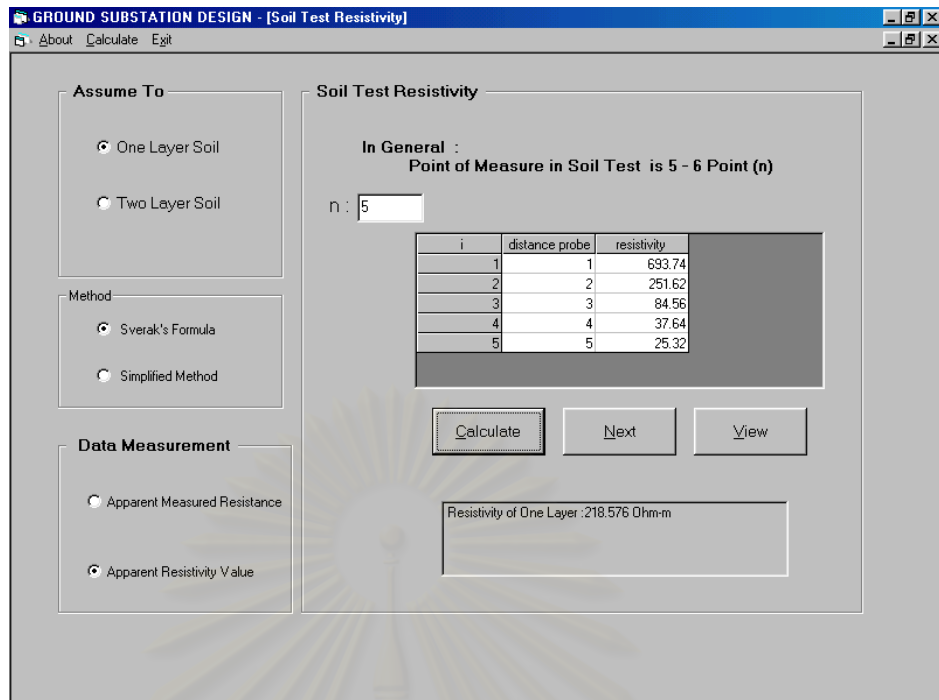 GROUND SUBSTATION DESIGN - [Soil Test Resistivity]
About Calculate Exit
Assume To
One Layer Soil
Two Layer Soil
Method
Sverak's Formula
Simplified Method
Data Measurement
Apparent Measured Resistance
Apparent Resistivity Value
Soil Test Resistivity
In General :
Point of Measure in Soil Test is 5 - 6 Point (n)
n : 5
i distance probe resistivity
1 1 693.74
2 2 251.62
3 3 84.56
4 4 37.64
5 5 25.32
Calculate Next View
Resistivity of One Layer :218.576 Ohm-m